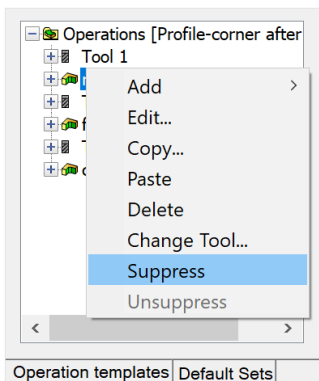 Operations [Profile-corner after
Tool 1
Add
Edit...
Copy...
Paste
Delete
Change Tool...
Suppress
Unsuppress
Operation templates Default Sets